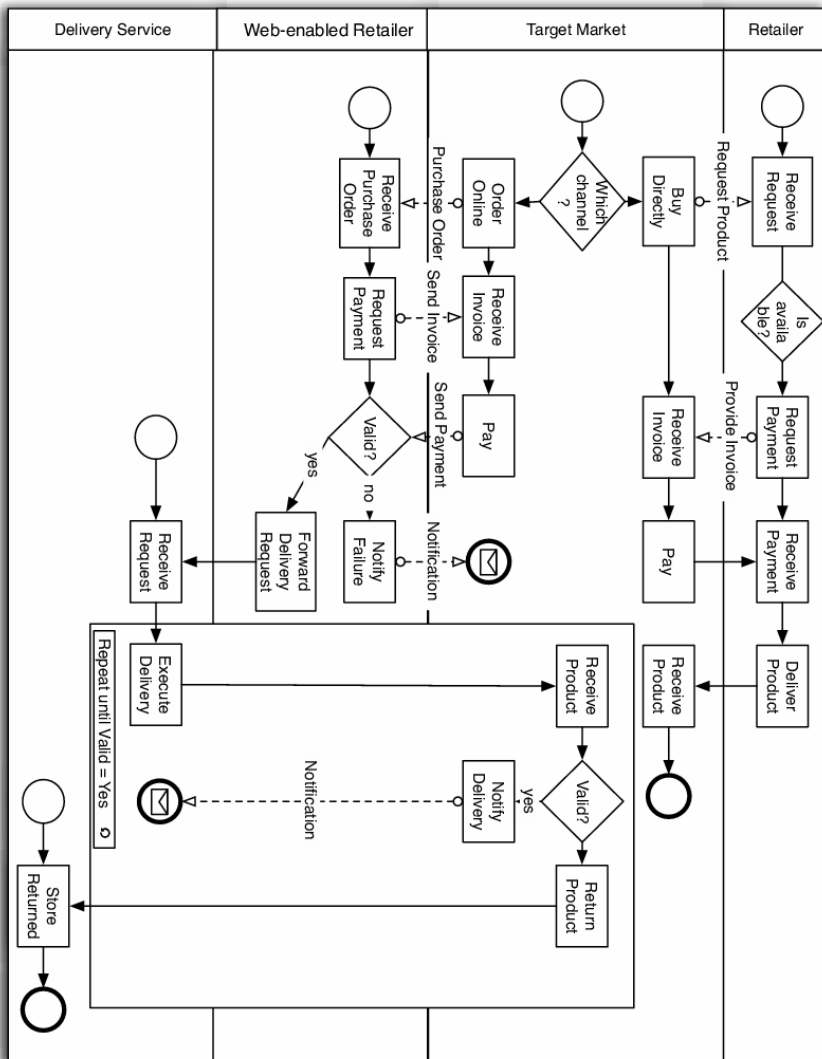 Delivery Service
Web-enabled Retailer
Target Market
Retailer
Receive
Request
Is
availa
ble?
Request
Payment
Receive
Payment
Deliver
Product
Request Product
Provide Invoice
Which
channel
?
Buy
Directly
Receive
Invoice
Pay
Receive
Product
Order
Online
Receive
Invoice
Pay
Purchase Order
Send Invoice
Send Payment
Notification
Receive
Purchase
Order
Request
Payment
Valid?
yes
no
Notify
Failure
Forward
Delivery
Request
Receive
Request
Execute
Delivery
Receive
Product
Valid?
yes
Notify
Delivery
Return
Product
Notification
Repeat until Valid = Yes
Store
Returned